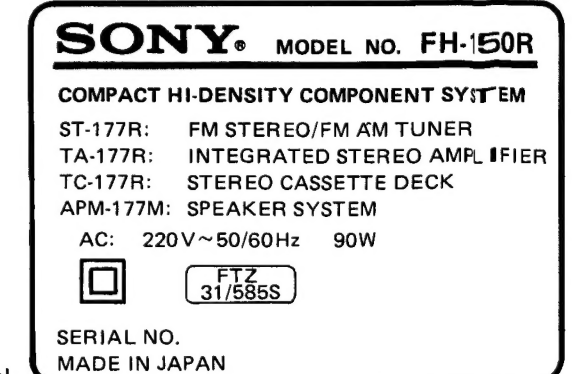 SONY® MODEL NO. FH-150R
COMPACT HI-DENSITY COMPONENT SYSTEM
ST-177R: FM STEREO/FM AM TUNER
TA-177R: INTEGRATED STEREO AMPLIFIER
TC-177R: STEREO CASSETTE DECK
APM-177M: SPEAKER SYSTEM
AC: 220V~50/60Hz 90W
FTZ
31/585S
SERIAL NO.
MADE IN JAPAN